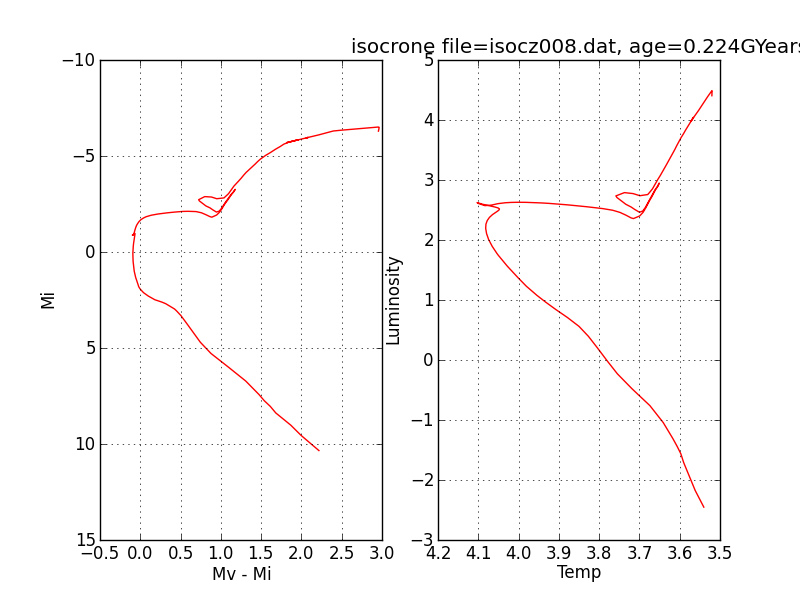 isocrone file=isocz008.dat, age=0.224GYears
−10
−5
0
5
10
15
Mi
−0.5 0.0 0.5 1.0 1.5 2.0 2.5 3.0
Mv - Mi
5
4
3
2
1
0
−1
−2
−3
Luminosity
4.2 4.1 4.0 3.9 3.8 3.7 3.6 3.5
Temp